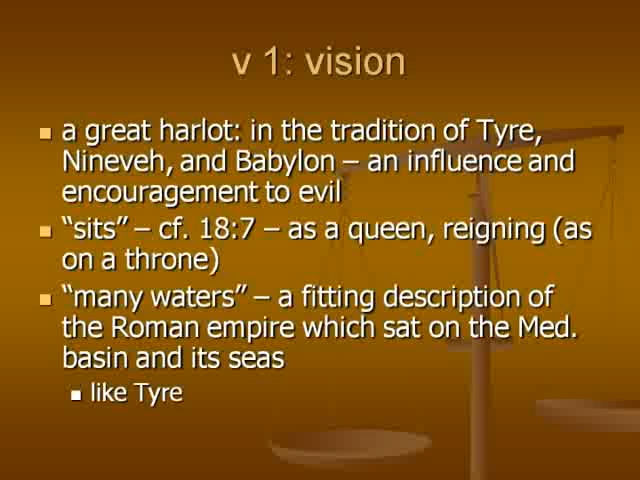 v 1: vision
a great harlot: in the tradition of Tyre,
Nineveh, and Babylon – an influence and
encouragement to evil
“sits” – cf. 18:7 – as a queen, reigning (as
on a throne)
“many waters” – a fitting description of
the Roman empire which sat on the Med.
basin and its seas
like Tyre